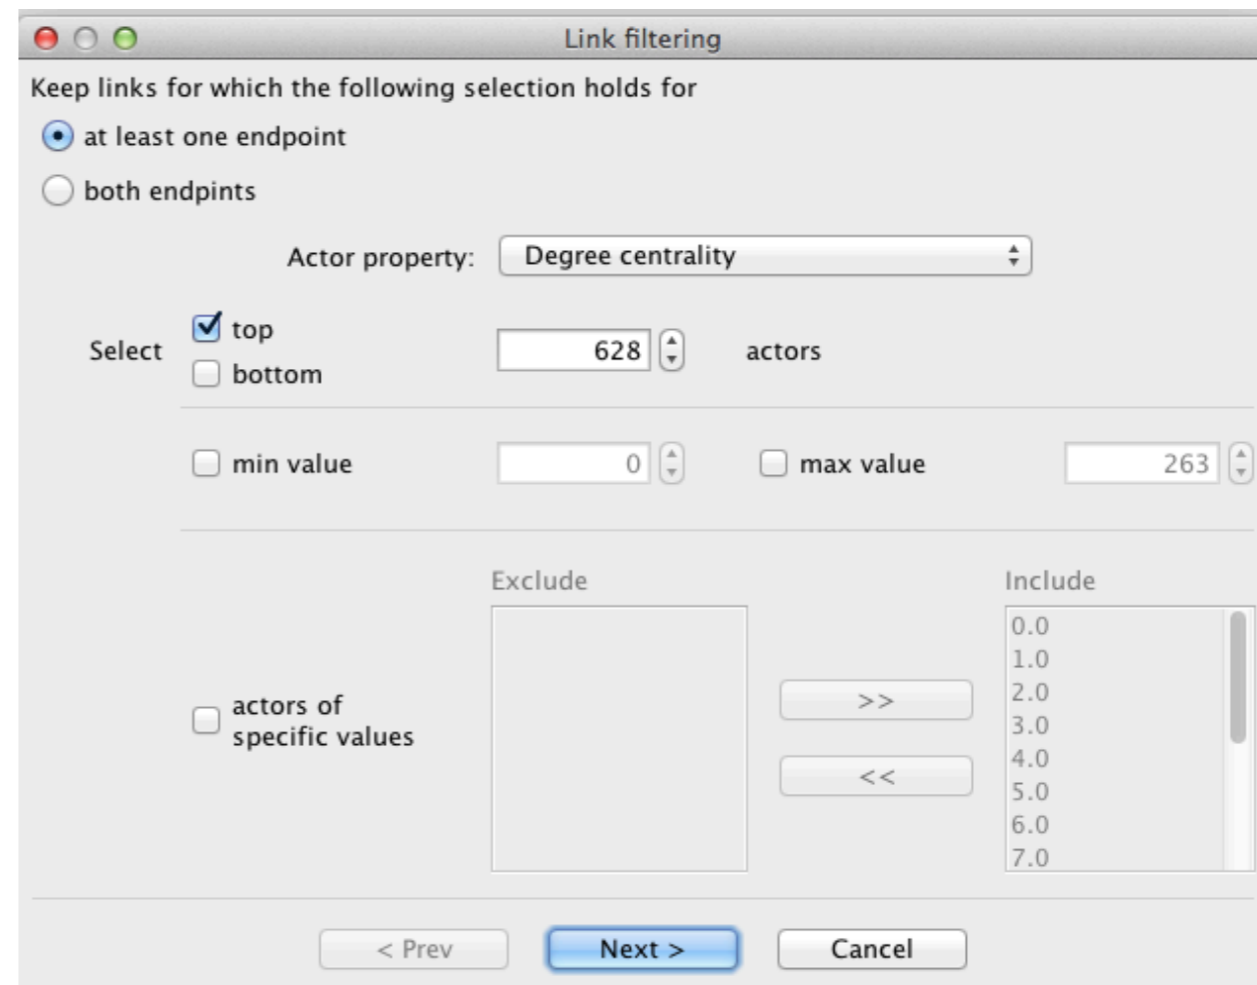 Link filtering
Keep links for which the following selection holds for
at least one endpoint
both endpints
Actor property: Degree centrality
top
Select 628 actors
bottom
min value 0 max value 263
Exclude Include
0.0
1.0
2.0
3.0
4.0
5.0
6.0
7.0
actors of
specific values
>>
<<
< Prev Next > Cancel